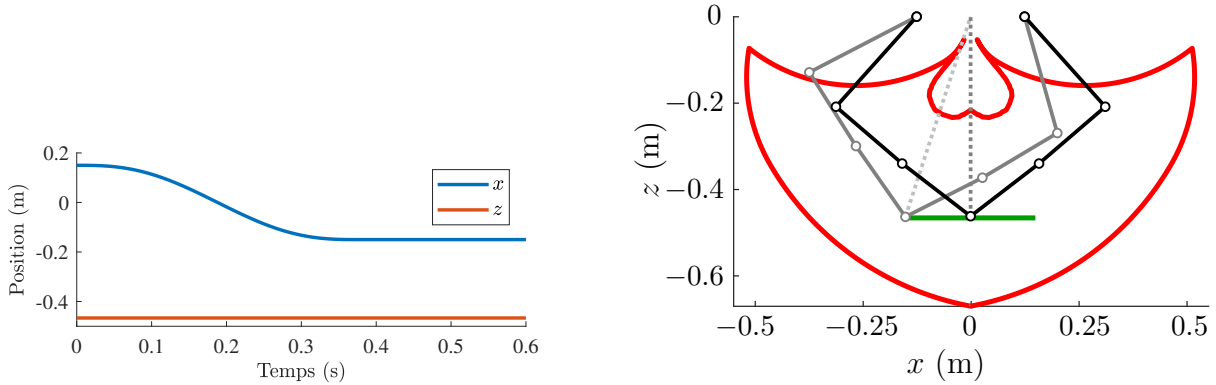 0.2
0
-0.2
-0.4
Position (m)
x
z
0 0.1 0.2 0.3 0.4 0.5 0.6
Temps (s)
0
−0.2
−0.4
−0.6
z (m)
−0.5 −0.25 0 0.25 0.5
x (m)